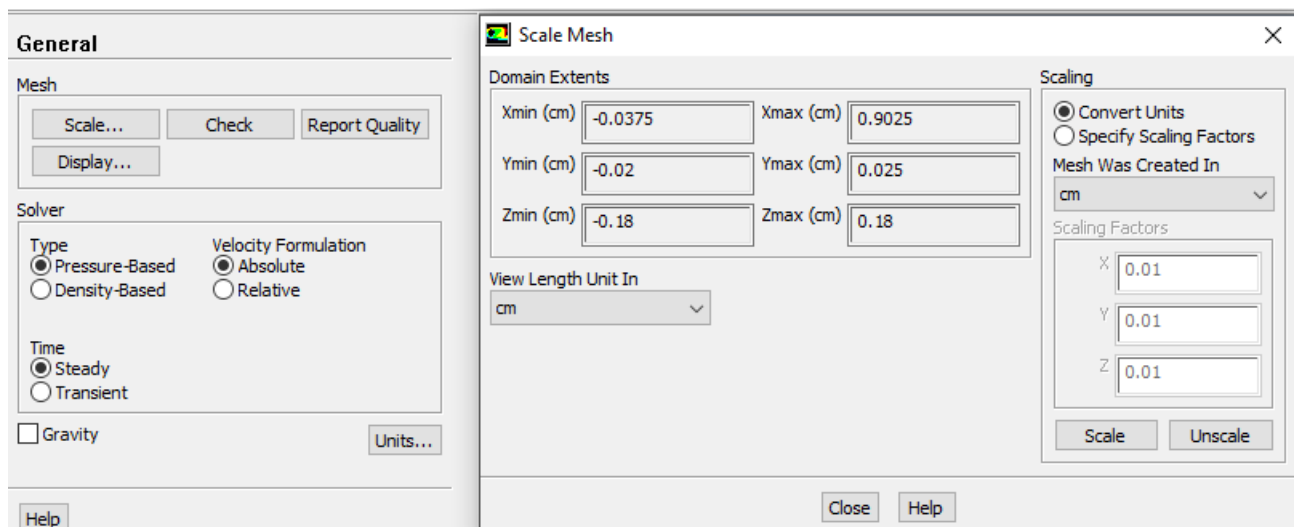 General
Mesh
Scale... Check Report Quality
Display...
Solver
Type Velocity Formulation
Pressure-Based Absolute
Density-Based Relative
Time
Steady
Transient
Gravity Units...
Help
Scale Mesh
Domain Extents
Xmin (cm) -0.0375 Xmax (cm) 0.9025
Ymin (cm) -0.02 Ymax (cm) 0.025
Zmin (cm) -0.18 Zmax (cm) 0.18
View Length Unit In
cm
Scaling
Convert Units
Specify Scaling Factors
Mesh Was Created In
cm
Scaling Factors
X 0.01
Y 0.01
Z 0.01
Scale Unscale
Close Help